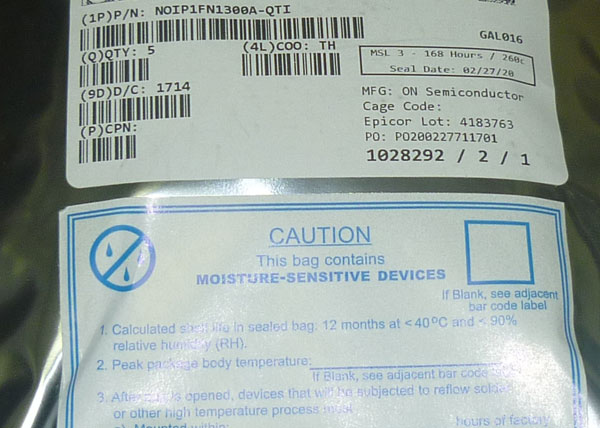 (1P)P/N: NOIP1FN1300A-QTI
GAL016
(Q)QTY: 5
(4L)COO: TH
MSL 3 - 168 Hours / 260c
Seal Date: 02/27/20
(9D)D/C: 1714
MFG: ON Semiconductor
Cage Code:
(P)CPN:
Epicor Lot: 4183763
PO: PO200227711701
1028292 / 2 / 1
CAUTION
This bag contains
MOISTURE-SENSITIVE DEVICES
If Blank, see adjacent
bar code label
1. Calculated shelf life in sealed bag: 12 months at <40°C and < 90%
relative humidity (RH).
2. Peak package body temperature:
If Blank, see adjacent bar code
3. After bag is opened, devices that will be subjected to reflow solder
or other high temperature process must
a) Mounted within:
hours of factory